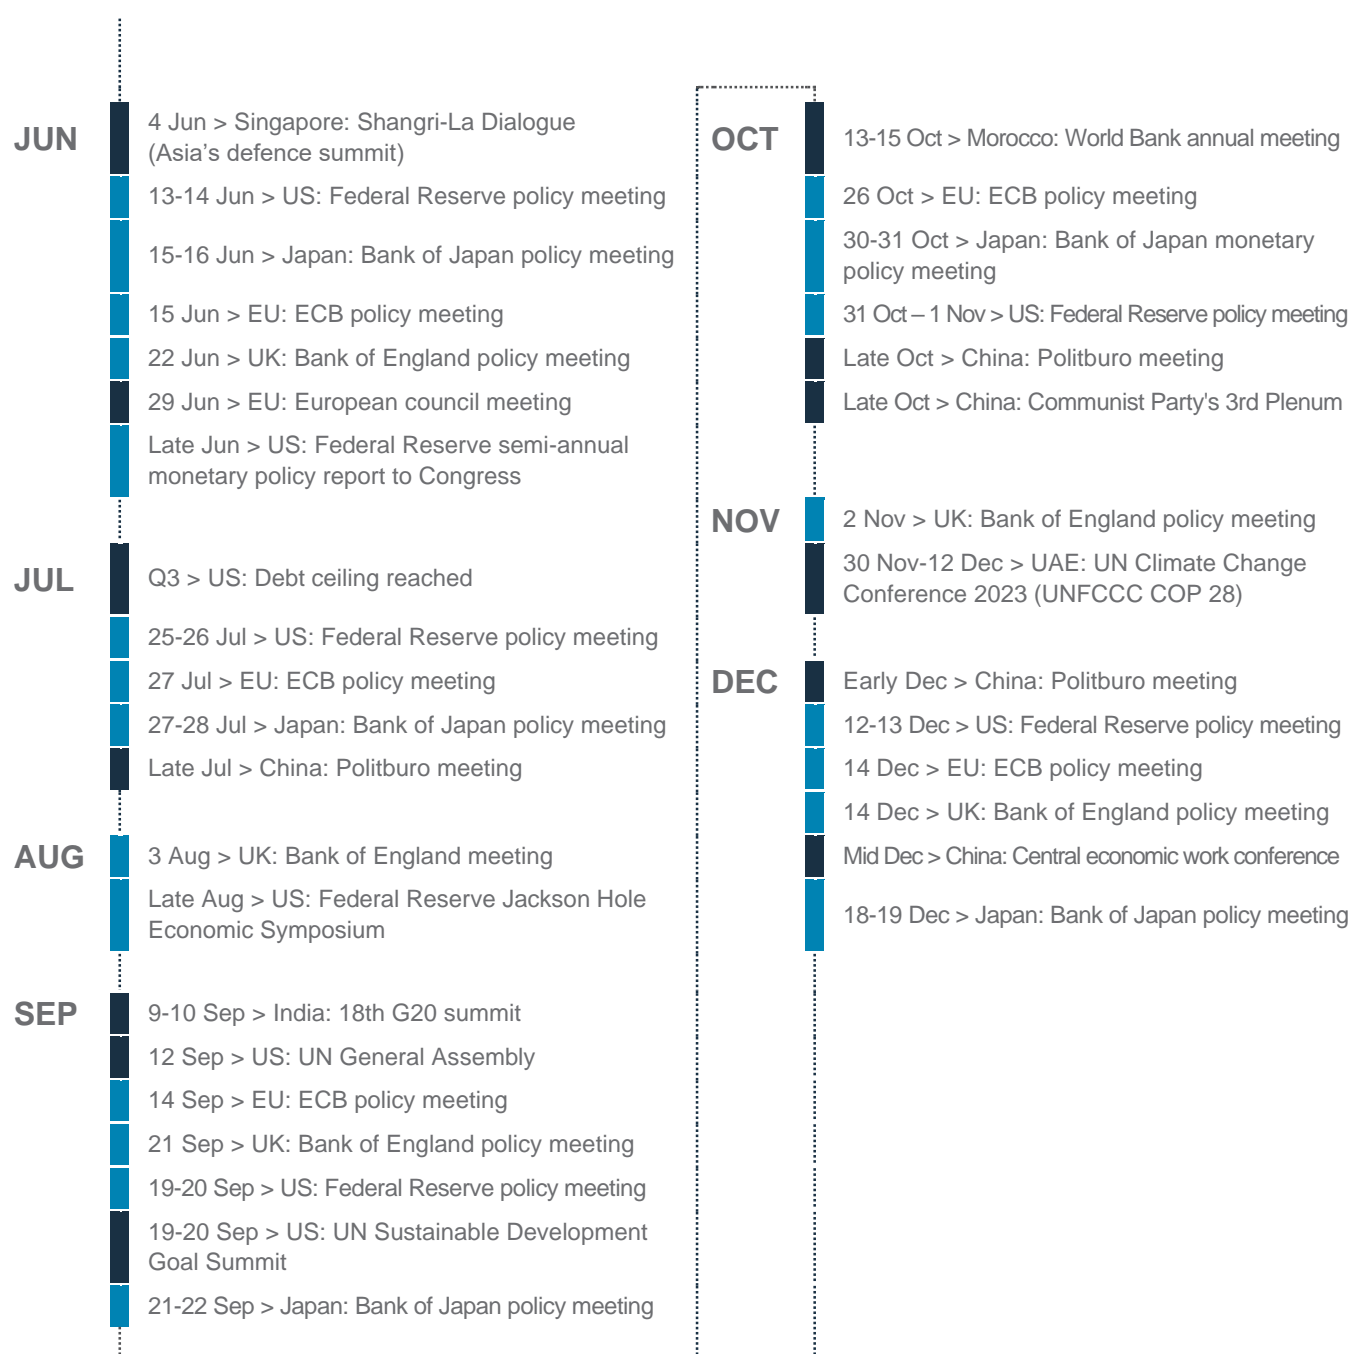 JUN
4 Jun > Singapore: Shangri-La Dialogue
(Asia’s defence summit)
13-14 Jun > US: Federal Reserve policy meeting
15-16 Jun > Japan: Bank of Japan policy meeting
15 Jun > EU: ECB policy meeting
22 Jun > UK: Bank of England policy meeting
29 Jun > EU: European council meeting
Late Jun > US: Federal Reserve semi-annual
monetary policy report to Congress
JUL
Q3 > US: Debt ceiling reached
25-26 Jul > US: Federal Reserve policy meeting
27 Jul > EU: ECB policy meeting
27-28 Jul > Japan: Bank of Japan policy meeting
Late Jul > China: Politburo meeting
AUG
3 Aug > UK: Bank of England meeting
Late Aug > US: Federal Reserve Jackson Hole
Economic Symposium
SEP
9-10 Sep > India: 18th G20 summit
12 Sep > US: UN General Assembly
14 Sep > EU: ECB policy meeting
21 Sep > UK: Bank of England policy meeting
19-20 Sep > US: Federal Reserve policy meeting
19-20 Sep > US: UN Sustainable Development
Goal Summit
21-22 Sep > Japan: Bank of Japan policy meeting
OCT
13-15 Oct > Morocco: World Bank annual meeting
26 Oct > EU: ECB policy meeting
30-31 Oct > Japan: Bank of Japan monetary
policy meeting
31 Oct – 1 Nov > US: Federal Reserve policy meeting
Late Oct > China: Politburo meeting
Late Oct > China: Communist Party's 3rd Plenum
NOV
2 Nov > UK: Bank of England policy meeting
30 Nov-12 Dec > UAE: UN Climate Change
Conference 2023 (UNFCCC COP 28)
DEC
Early Dec > China: Politburo meeting
12-13 Dec > US: Federal Reserve policy meeting
14 Dec > EU: ECB policy meeting
14 Dec > UK: Bank of England policy meeting
Mid Dec > China: Central economic work conference
18-19 Dec > Japan: Bank of Japan policy meeting